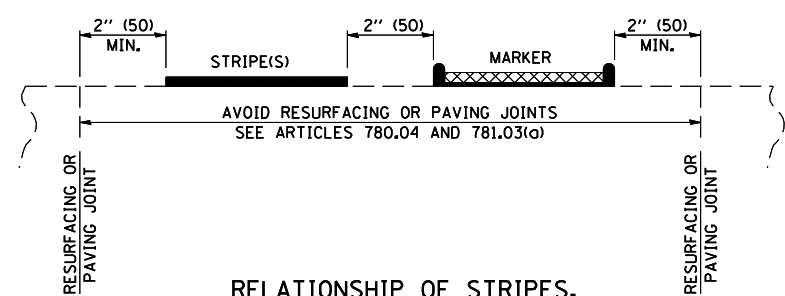 2" (50)
MIN.
2" (50)
2" (50)
MIN.
STRIPE(S)
MARKER
AVOID RESURFACING OR PAVING JOINTS
SEE ARTICLES 780.04 AND 781.03(a)
RESURFACING OR
PAVING JOINT
RESURFACING OR
PAVING JOINT
RELATIONSHIP OF STRIPES,